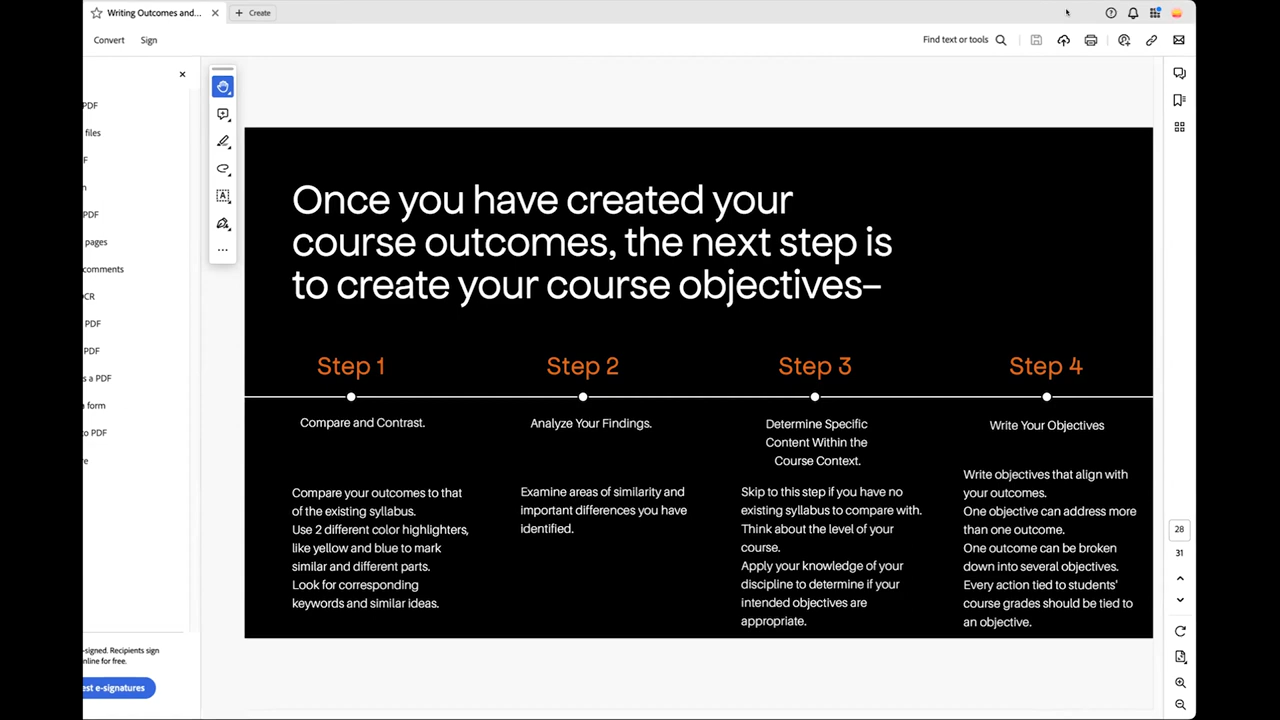 Writing Outcomes and...
Create
Convert
Sign
Find text or tools
PDF
files
PDF
pages
comments
CR
PDF
PDF
s a PDF
form
to PDF
-signed. Recipients sign
nline for free.
est e-signatures
Once you have created your
course outcomes, the next step is
to create your course objectives–
Step 1
Compare and Contrast.
Compare your outcomes to that
of the existing syllabus.
Use 2 different color highlighters,
like yellow and blue to mark
similar and different parts.
Look for corresponding
keywords and similar ideas.
Step 2
Analyze Your Findings.
Examine areas of similarity and
important differences you have
identified.
Step 3
Determine Specific
Content Within the
Course Context.
Skip to this step if you have no
existing syllabus to compare with.
Think about the level of your
course.
Apply your knowledge of your
discipline to determine if your
intended objectives are
appropriate.
Step 4
Write Your Objectives
Write objectives that align with
your outcomes.
One objective can address more
than one outcome.
One outcome can be broken
down into several objectives.
Every action tied to students'
course grades should be tied to
an objective.
28
31